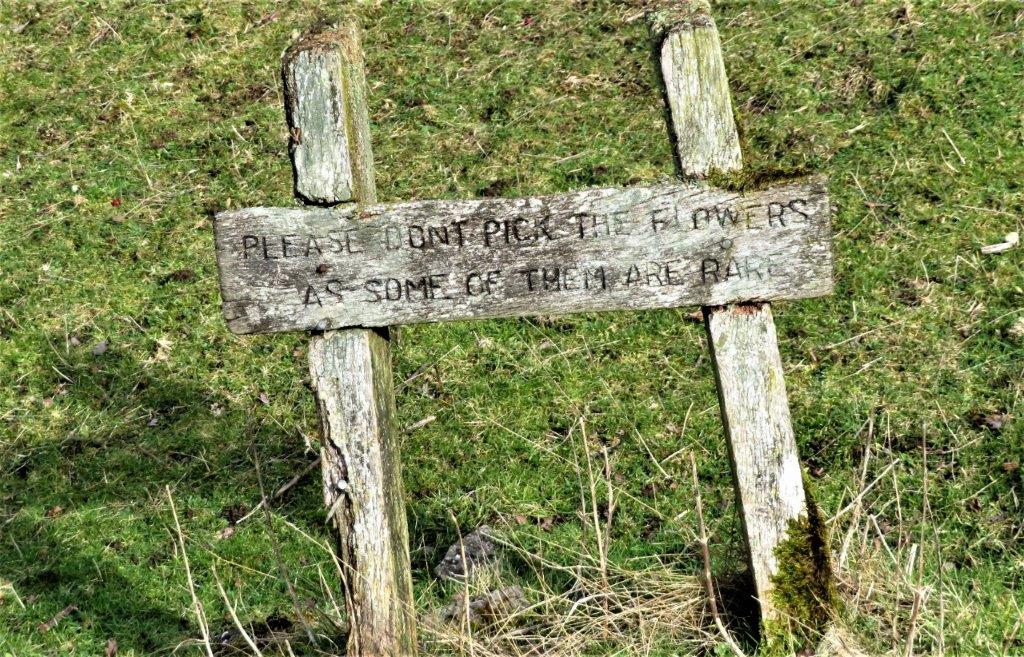 PLEASE DONT PICK THE FLOWERS
AS SOME OF THEM ARE RARE